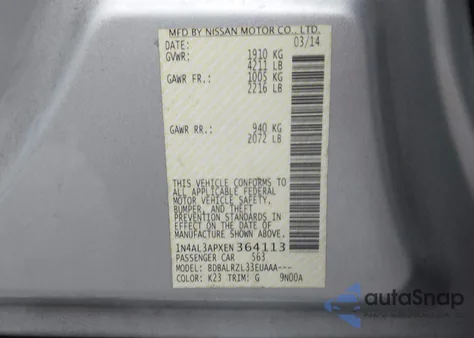 MFD BY NISSAN MOTOR CO., LTD.
DATE: 03/14
GVWR: 1910 KG
4211 LB
GAWR FR.: 1005 KG
2216 LB
GAWR RR.: 940 KG
2072 LB
THIS VEHICLE CONFORMS TO
ALL APPLICABLE FEDERAL
MOTOR VEHICLE SAFETY,
BUMPER, AND THEFT
PREVENTION STANDARDS
IN EFFECT ON THE DATE OF
MANUFACTURE SHOWN ABOVE.
1N4AL3APXEN364113
PASSENGER CAR 563
MODEL: BDBALRZL33EUAAA---
COLOR: K23 TRIM: G 9N00A
autoSnap